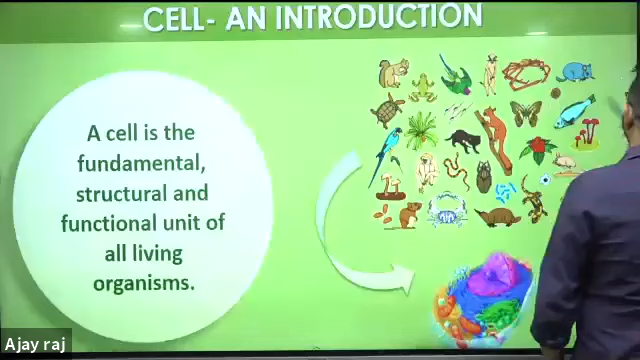 CELL- AN INTRODUCTION
A cell is the
fundamental,
structural and
functional unit of
all living
organisms.
Ajay raj